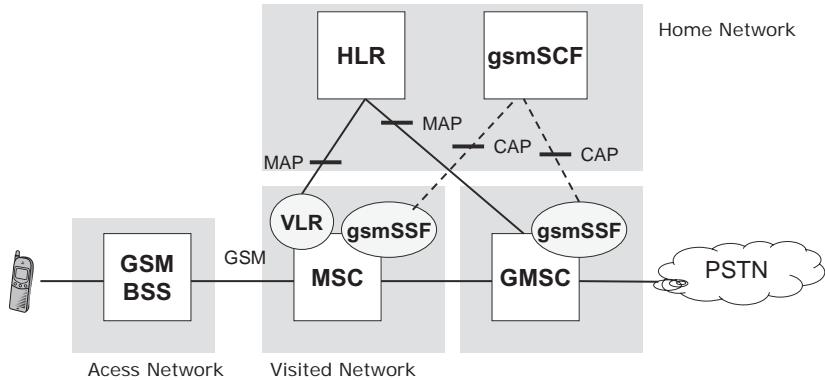 Home Network
HLR
gsmSCF
MAP
MAP
CAP
CAP
VLR
gsmSSF
gsmSSF
GSM
BSS
GSM
MSC
GMSC
PSTN
Acess Network
Visited Network